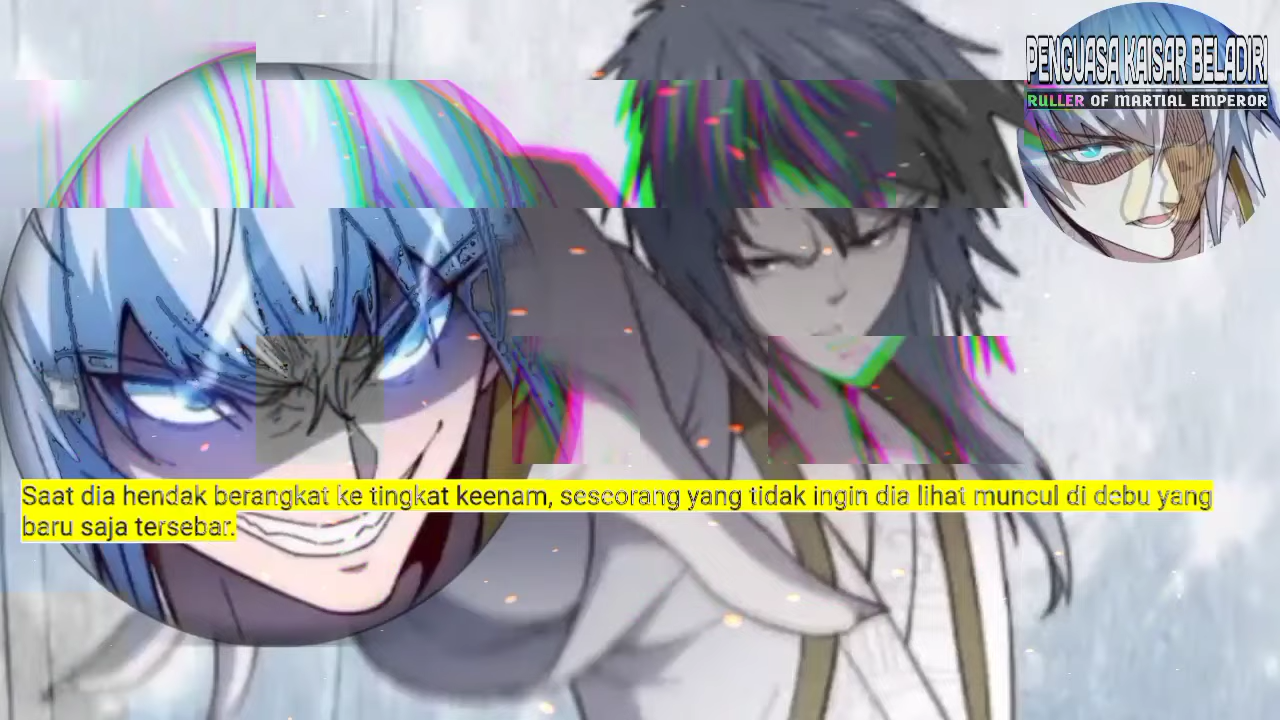 PENGUASA KAISAR BELADIRI
RULLER OF MARTIAL EMPEROR
Saat dia hendak berangkat ke tingkat keenam, seseorang yang tidak ingin dia lihat muncul di debu yang
baru saja tersebar.